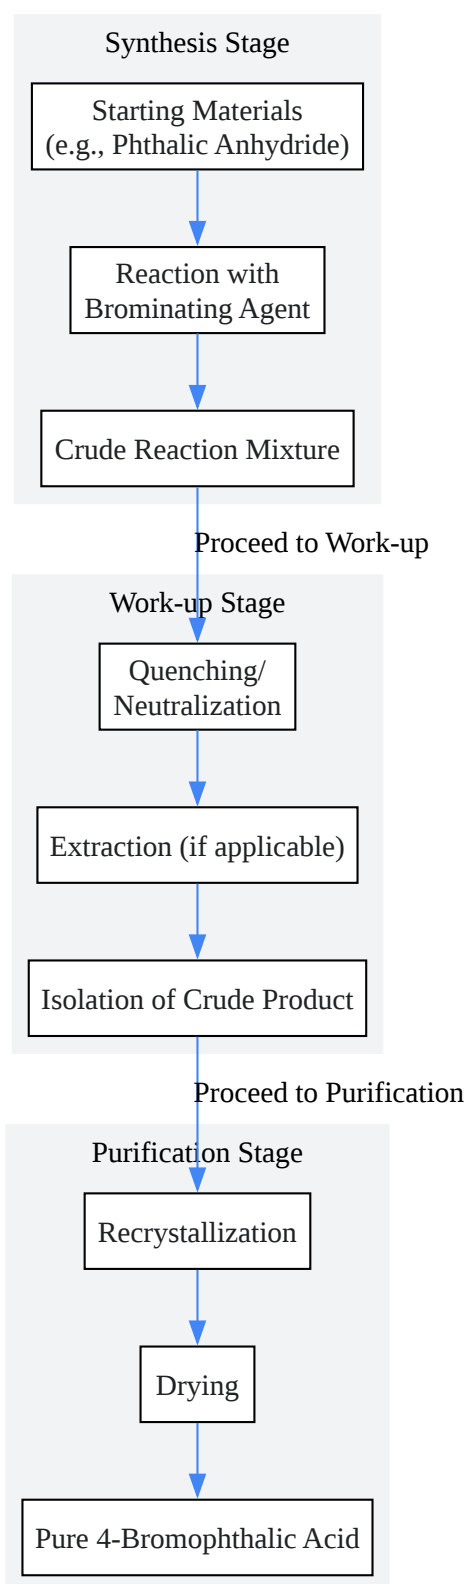 Synthesis Stage
Starting Materials
(e.g., Phthalic Anhydride)
Reaction with
Brominating Agent
Crude Reaction Mixture
Proceed to Work-up
Work-up Stage
Quenching/
Neutralization
Extraction (if applicable)
Isolation of Crude Product
Proceed to Purification
Purification Stage
Recrystallization
Drying
Pure 4-Bromophthalic Acid